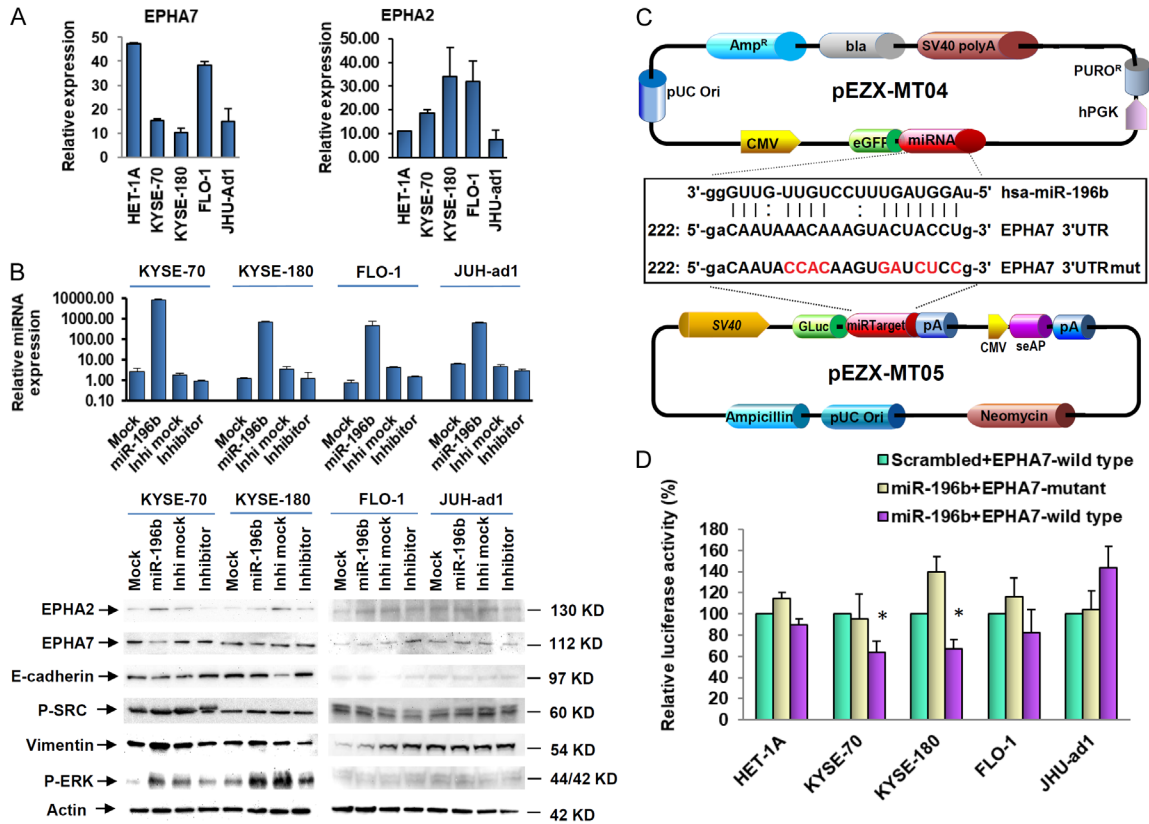 A
EPHA7
Relative expression
50
40
30
20
10
0
HET-1A
KYSE-70
KYSE-180
FLO-1
JHU-Ad1
EPHA2
Relative expression
50.00
40.00
30.00
20.00
10.00
0.00
HET-1A
KYSE-70
KYSE-180
FLO-1
JHU-ad1
B
KYSE-70 KYSE-180 FLO-1 JUH-ad1
Relative miRNA expression
10000.00
1000.00
100.00
10.00
1.00
0.10
Mock
miR-196b
Inhi mock
Inhibitor
Mock
miR-196b
Inhi mock
Inhibitor
Mock
miR-196b
Inhi mock
Inhibitor
Mock
miR-196b
Inhi mock
Inhibitor
KYSE-70 KYSE-180 FLO-1 JUH-ad1
Mock
miR-196b
Inhi mock
Inhibitor
Mock
miR-196b
Inhi mock
Inhibitor
Mock
miR-196b
Inhi mock
Inhibitor
Mock
miR-196b
Inhi mock
Inhibitor
EPHA2 130 KD
EPHA7 112 KD
E-cadherin 97 KD
P-SRC 60 KD
Vimentin 54 KD
P-ERK 44/42 KD
Actin 42 KD
C
AmpR bla SV40 polyA
pUC Ori
pEZX-MT04
PUROR
hPGK
CMV eGFP miRNA
3'-ggGUUG-UUGUCCUUUGAUGGAu-5' hsa-miR-196b
222: 5'-gaCAAUAAACAAAGUACUACCUg-3' EPHA7 3'UTR
222: 5'-gaCAAUACCACAAGUGAUCUCCg-3' EPHA7 3'UTRmut
SV40 GLuc miRTarget pA CMV seAP pA
pEZX-MT05
Ampicillin pUC Ori Neomycin
D
Scrambled+EPHA7-wild type
miR-196b+EPHA7-mutant
miR-196b+EPHA7-wild type
Relative luciferase activity (%)
180
160
140
120
100
80
60
40
20
0
* *
HET-1A
KYSE-70
KYSE-180
FLO-1
JHU-ad1